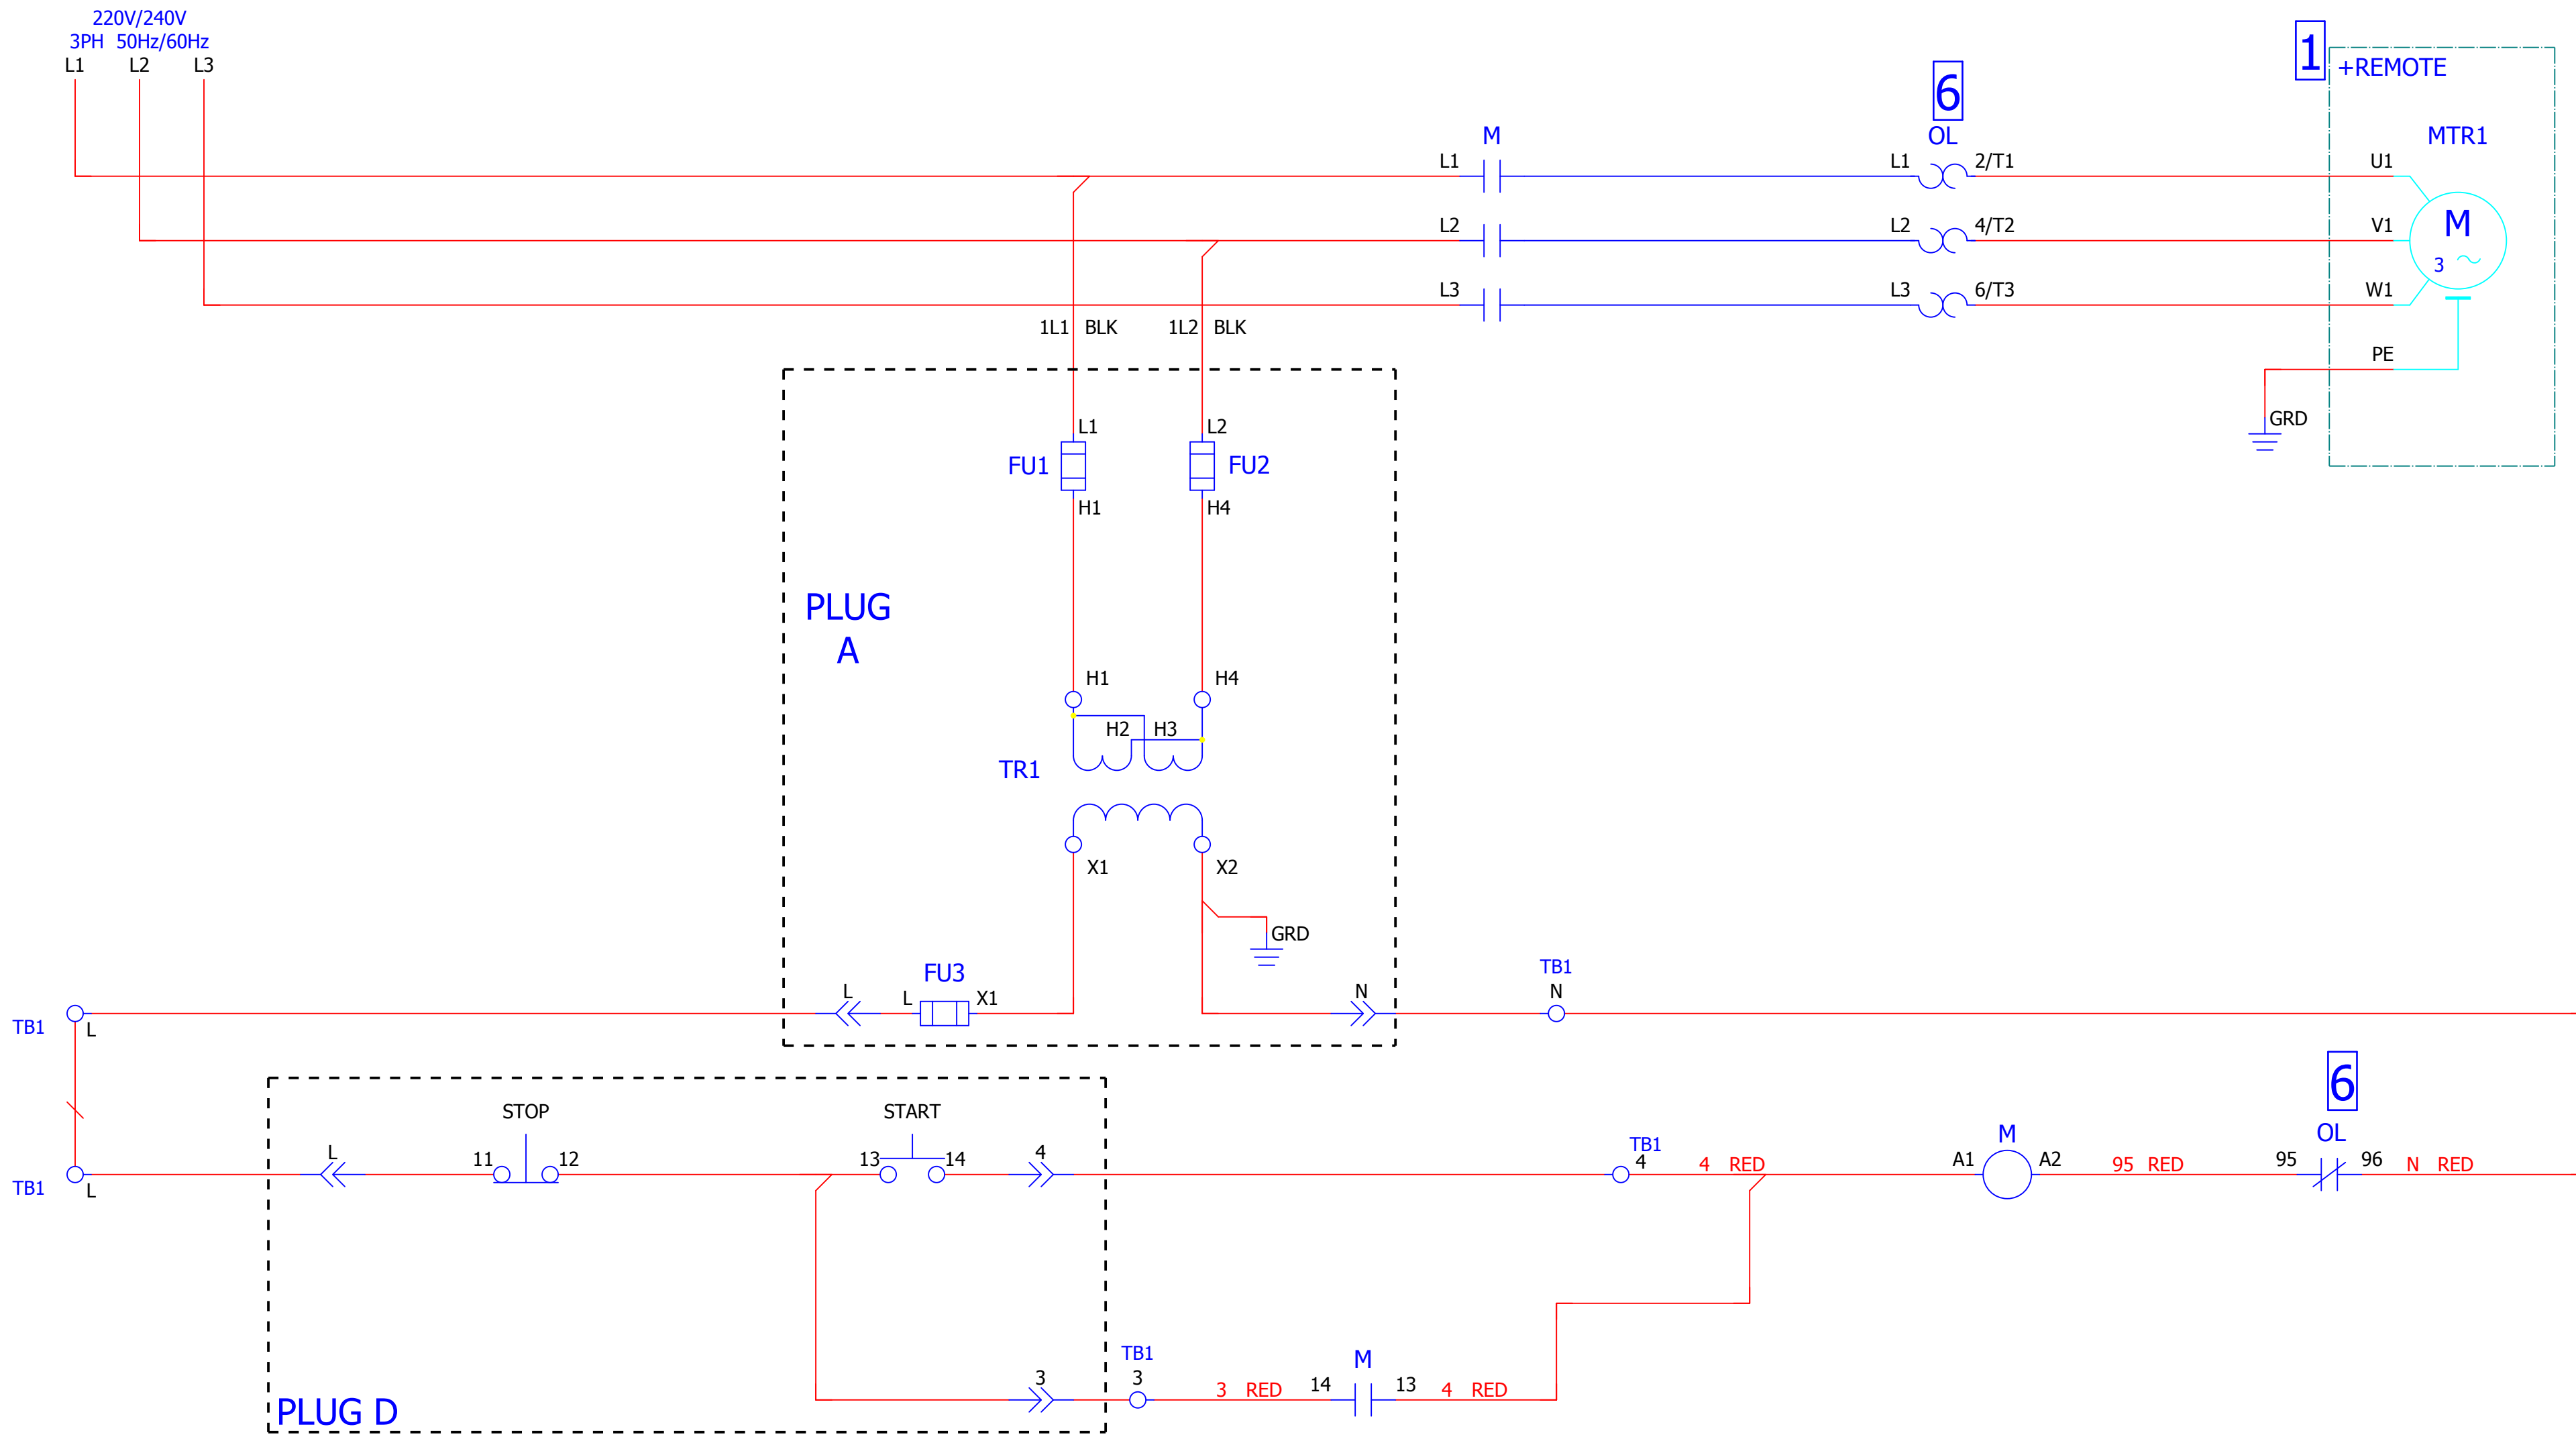 220V/240V
3PH 50Hz/60Hz
L1 L2 L3
1
+REMOTE
6
OL
M
MTR1
L1 L1 2/T1 U1
L2 L2 4/T2 V1
M
3
L3 L3 6/T3 W1
1L1 BLK 1L2 BLK
PE
GRD
L1 L2
FU1 FU2
H1 H4
PLUG
A
H1 H4
H2 H3
TR1
X1 X2
GRD
FU3
L L X1 N
TB1
N
TB1 L
6
STOP START
OL
M
TB1
L 11 12 13 14 4 4 4 RED A1 A2 95 RED 95 96 N RED
TB1 L
TB1
M
3 3 3 RED 14 13 4 RED
PLUG D